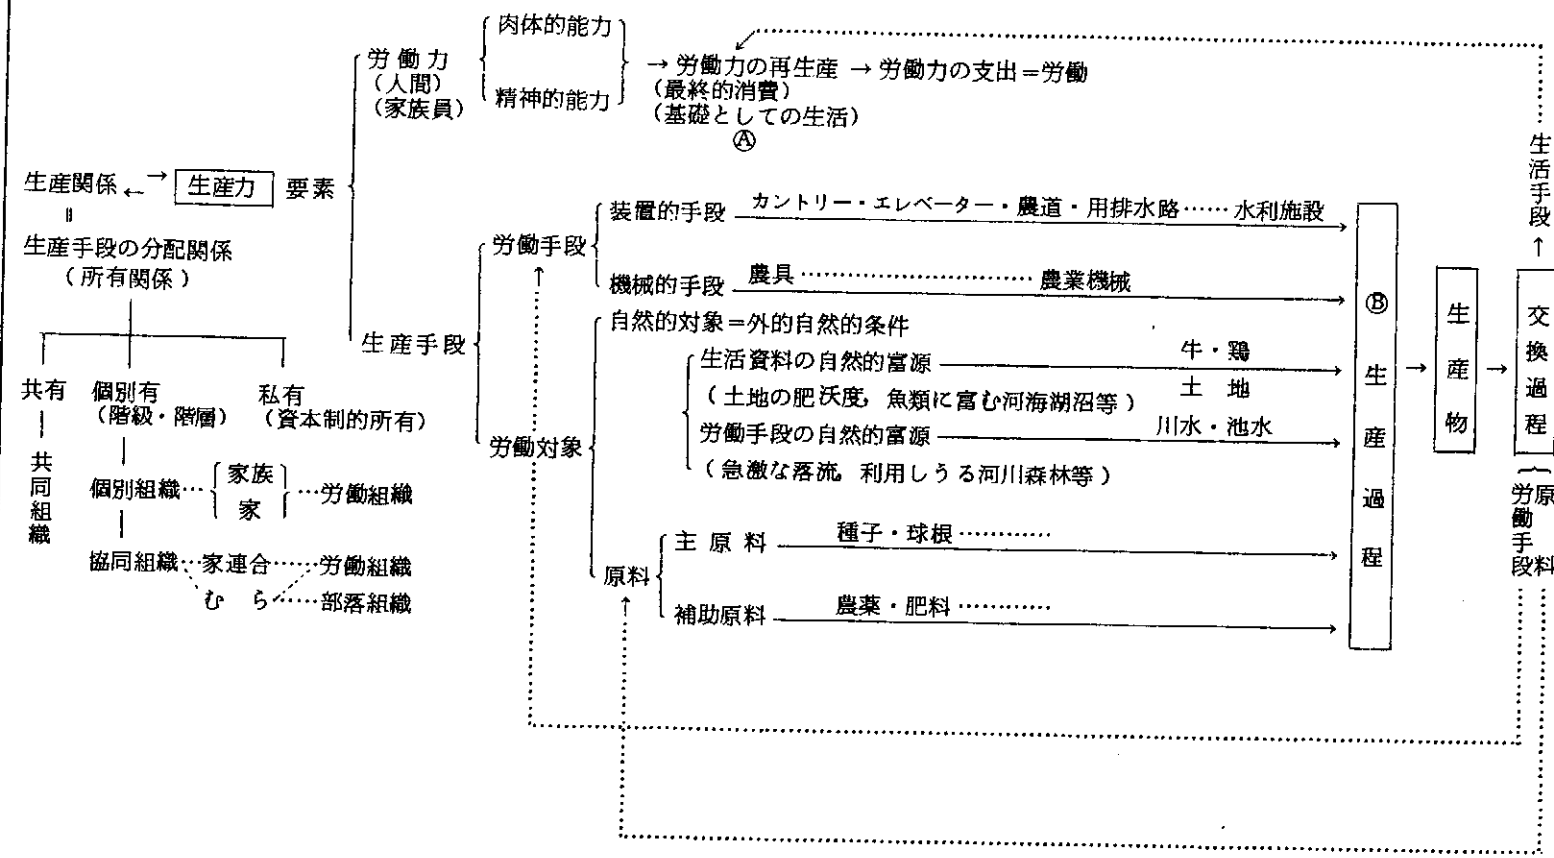 肉体的能力
労働力
(人間)
(家族員)
精神的能力
→ 労働力の再生産 → 労働力の支出=労働
(最終的消費)
(基礎としての生活)
Ⓐ
生産関係 ←→ 生産力 要素
॥
生産手段の分配関係
(所有関係)
共有
個別有
(階級・階層)
私有
(資本制的所有)
共同組織
個別組織…家族…労働組織
家
協同組織…家連合……労働組織
むら……部落組織
生産手段
労働手段
装置的手段 カントリー・エレベーター・農道・用排水路……水利施設
機械的手段 農具…………………………農業機械
労働対象
自然的対象=外的自然的条件
生活資料の自然的富源 牛・鶏
(土地の肥沃度,魚類に富む河海湖沼等) 土地
労働手段の自然的富源 川水・池水
(急激な落流,利用しうる河川森林等)
原料
主原料 種子・球根…………
補助原料 農薬・肥料…………
Ⓑ生産過程
→
生産物
→
交換過程
生活手段
↑
原料
労働手段